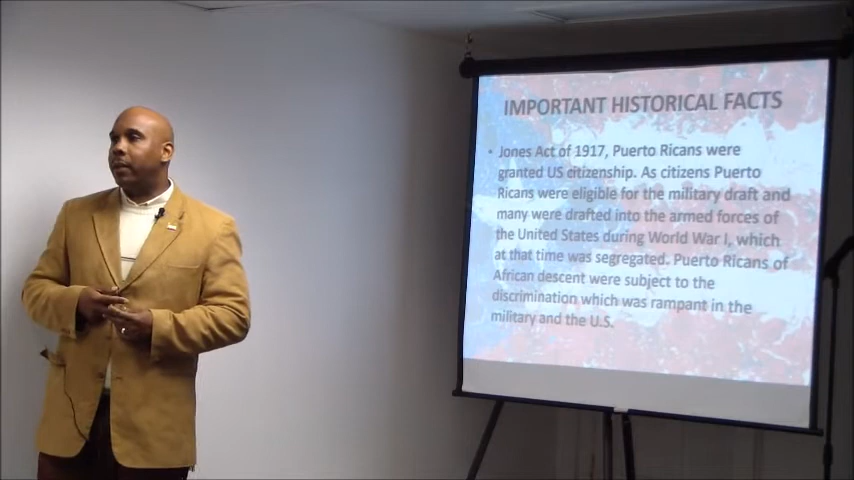 IMPORTANT HISTORICAL FACTS
• Jones Act of 1917, Puerto Ricans were
granted US citizenship. As citizens Puerto
Ricans were eligible for the military draft and
many were drafted into the armed forces of
the United States during World War I, which
at that time was segregated. Puerto Ricans of
African descent were subject to the
discrimination which was rampant in the
military and the U.S.